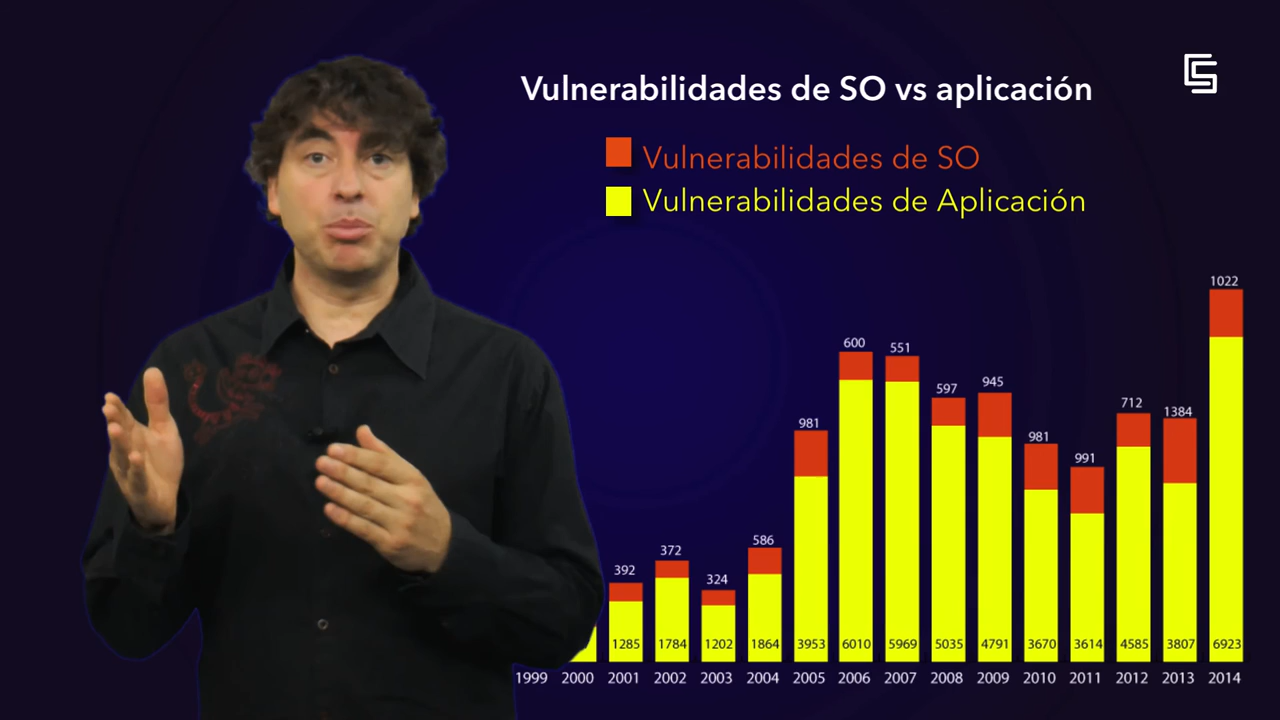 Vulnerabilidades de SO vs aplicación
Vulnerabilidades de SO
Vulnerabilidades de Aplicación
1022
600
551
597
945
712
1384
981
981
991
586
372
392
324
1285 1784 1202 1864 3953 6010 5969 5035 4791 3670 3614 4585 3807 6923
1999 2000 2001 2002 2003 2004 2005 2006 2007 2008 2009 2010 2011 2012 2013 2014